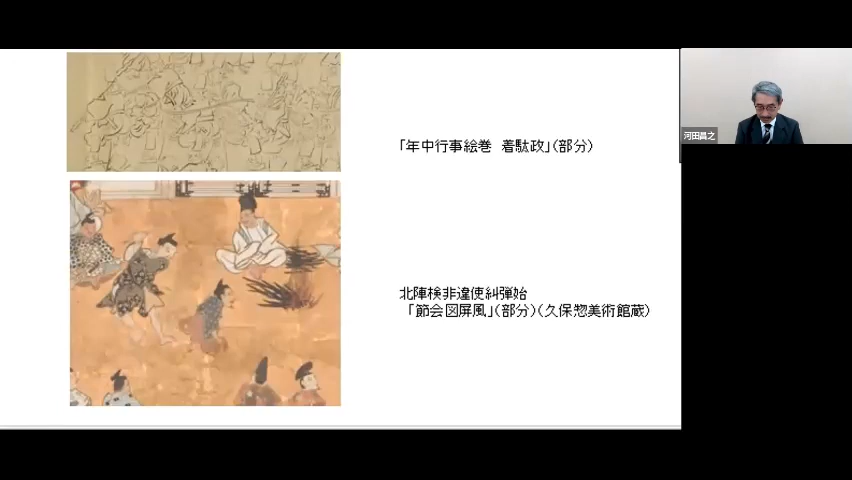 「年中行事絵巻 着駄政」(部分)
河田昌之
北陣検非違使糾弾始
「節会図屏風」(部分)(久保惣美術館蔵)